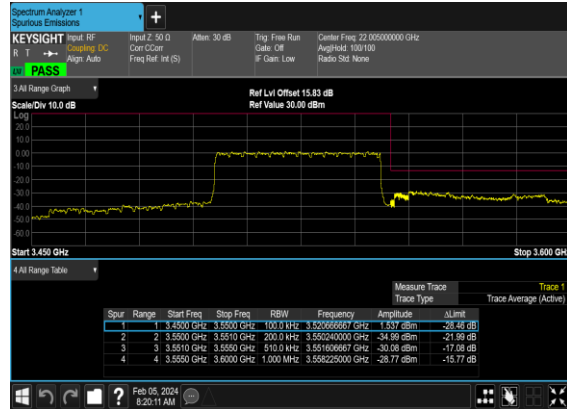 Spectrum Analyzer 1
Spurious Emissions
+
KEYSIGHT Input: RF Input Z: 50 Ω Atten: 30 dB Trig: Free Run Center Freq: 22.005000000 GHz
R T Coupling: DC Corr CCorr Gate: Off Avg|Hold: 100/100
Align: Auto Freq Ref: Int (S) IF Gain: Low Radio Std: None
PASS
3 All Range Graph
Ref Lvl Offset 15.83 dB
Scale/Div 10.0 dB Ref Value 30.00 dBm
Log
20.0
10.0
0.00
-10.0
-20.0
-30.0
-40.0
-50.0
-60.0
Start 3.450 GHz Stop 3.600 GH
4 All Range Table
Measure Trace Trace 1
Trace Type Trace Average (Active)
Spur Range Start Freq Stop Freq RBW Frequency Amplitude ΔLimit
1 1 3.4500 GHz 3.5500 GHz 100.0 kHz 3.520666667 GHz 1.537 dBm -28.46 dB
2 2 3.5500 GHz 3.5510 GHz 200.0 kHz 3.550240000 GHz -34.99 dBm -21.99 dB
3 3 3.5510 GHz 3.5550 GHz 510.0 kHz 3.551606667 GHz -30.08 dBm -17.08 dB
4 4 3.5550 GHz 3.6000 GHz 1.000 MHz 3.558225000 GHz -28.77 dBm -15.77 dB
? Feb 05, 2024
8:20:11 AM